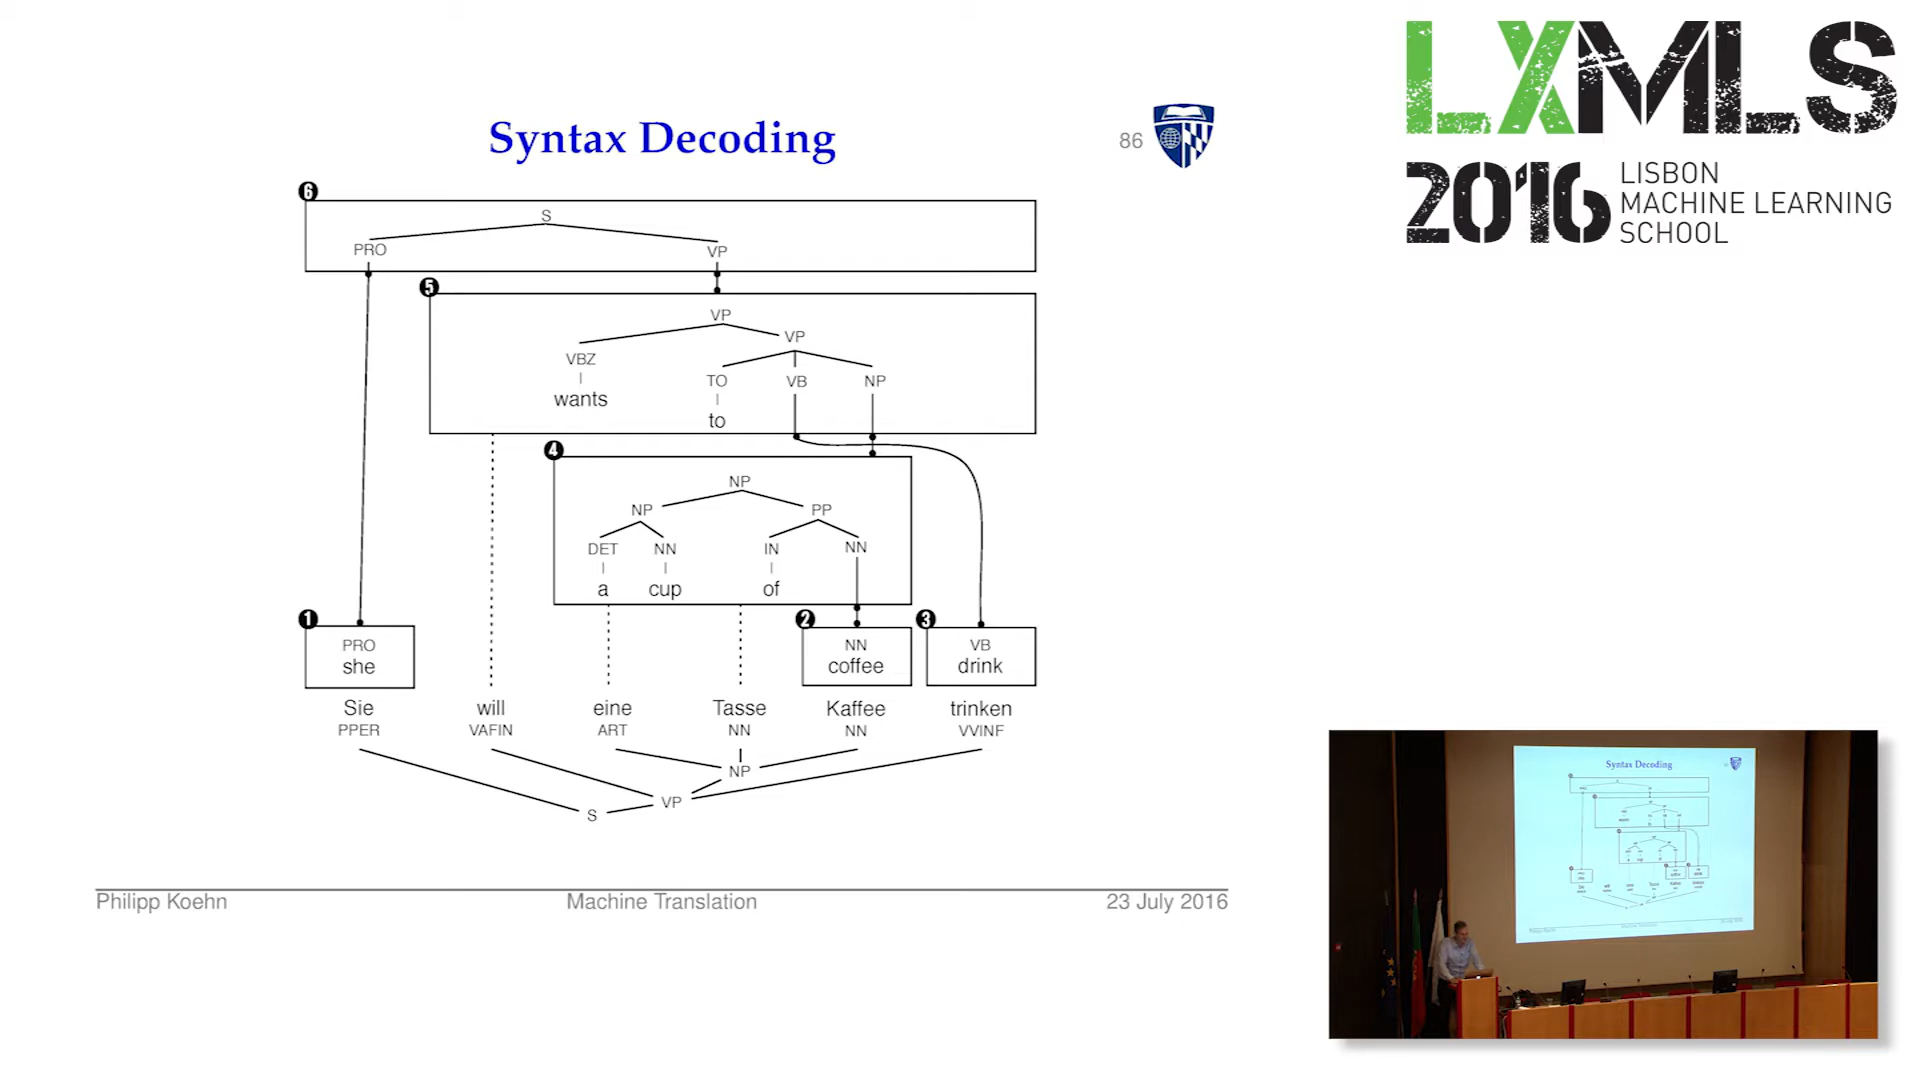 Syntax Decoding
86
LXMLS
2016
LISBON
MACHINE LEARNING
SCHOOL
6
S
PRO VP
5
VP
VP
VBZ
TO VB NP
wants
to
4
NP
NP PP
DET NN IN NN
a cup of
1 2 3
PRO NN VB
she coffee drink
Sie will eine Tasse Kaffee trinken
PPER VAFIN ART NN NN VVINF
NP
VP
S
Philipp Koehn Machine Translation 23 July 2016
Syntax Decoding